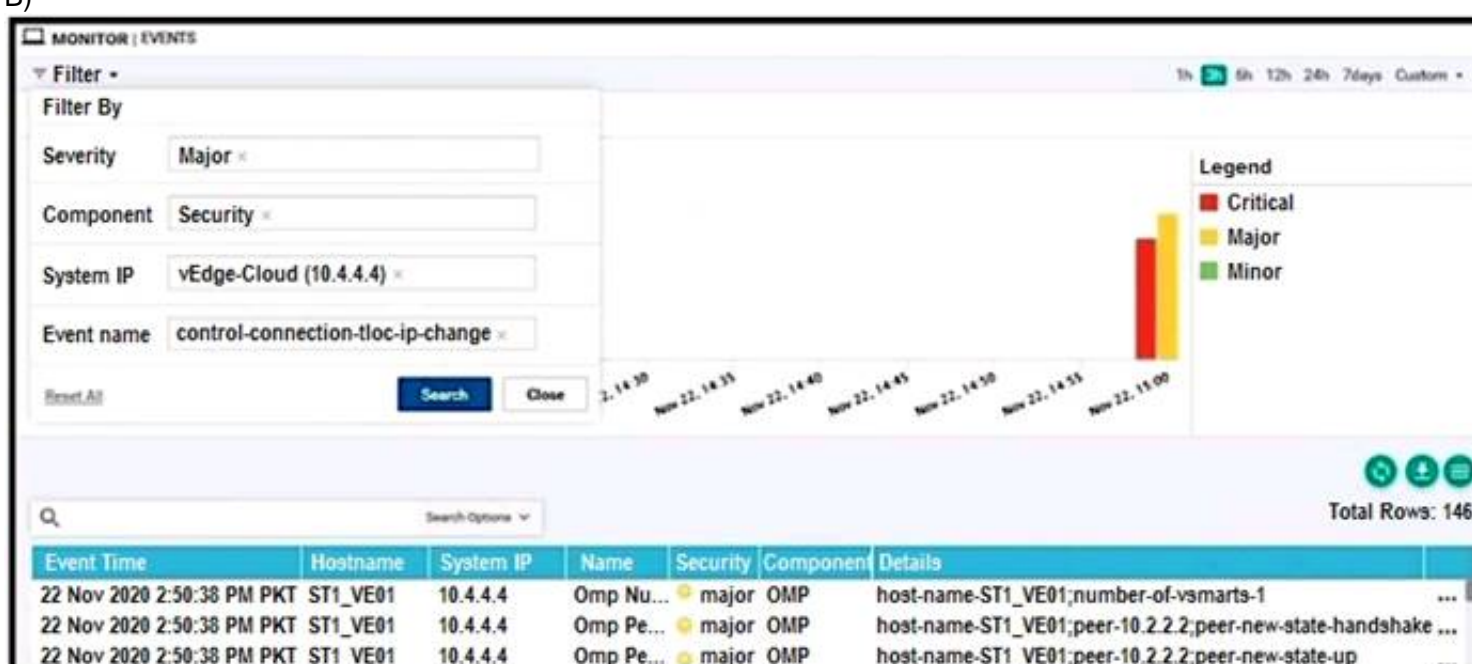 B)
MONITOR | EVENTS
Filter
1h 3h 6h 12h 24h 7days Custom
Filter By
Severity Major ×
Component Security ×
System IP vEdge-Cloud (10.4.4.4) ×
Event name control-connection-tloc-ip-change ×
Reset All Search Close
Legend
Critical
Major
Minor
2, 14:30 Nov 22, 14:35 Nov 22, 14:40 Nov 22, 14:45 Nov 22, 14:50 Nov 22, 14:55 Nov 22, 15:00
Search Options
Total Rows: 146
Event Time Hostname System IP Name Security Component Details
22 Nov 2020 2:50:38 PM PKT ST1_VE01 10.4.4.4 Omp Nu... major OMP host-name-ST1_VE01;number-of-vsmarts-1 ...
22 Nov 2020 2:50:38 PM PKT ST1_VE01 10.4.4.4 Omp Pe... major OMP host-name-ST1_VE01;peer-10.2.2.2;peer-new-state-handshake ...
22 Nov 2020 2:50:38 PM PKT ST1_VE01 10.4.4.4 Omp Pe... major OMP host-name-ST1_VE01;peer-10.2.2.2;peer-new-state-up ...